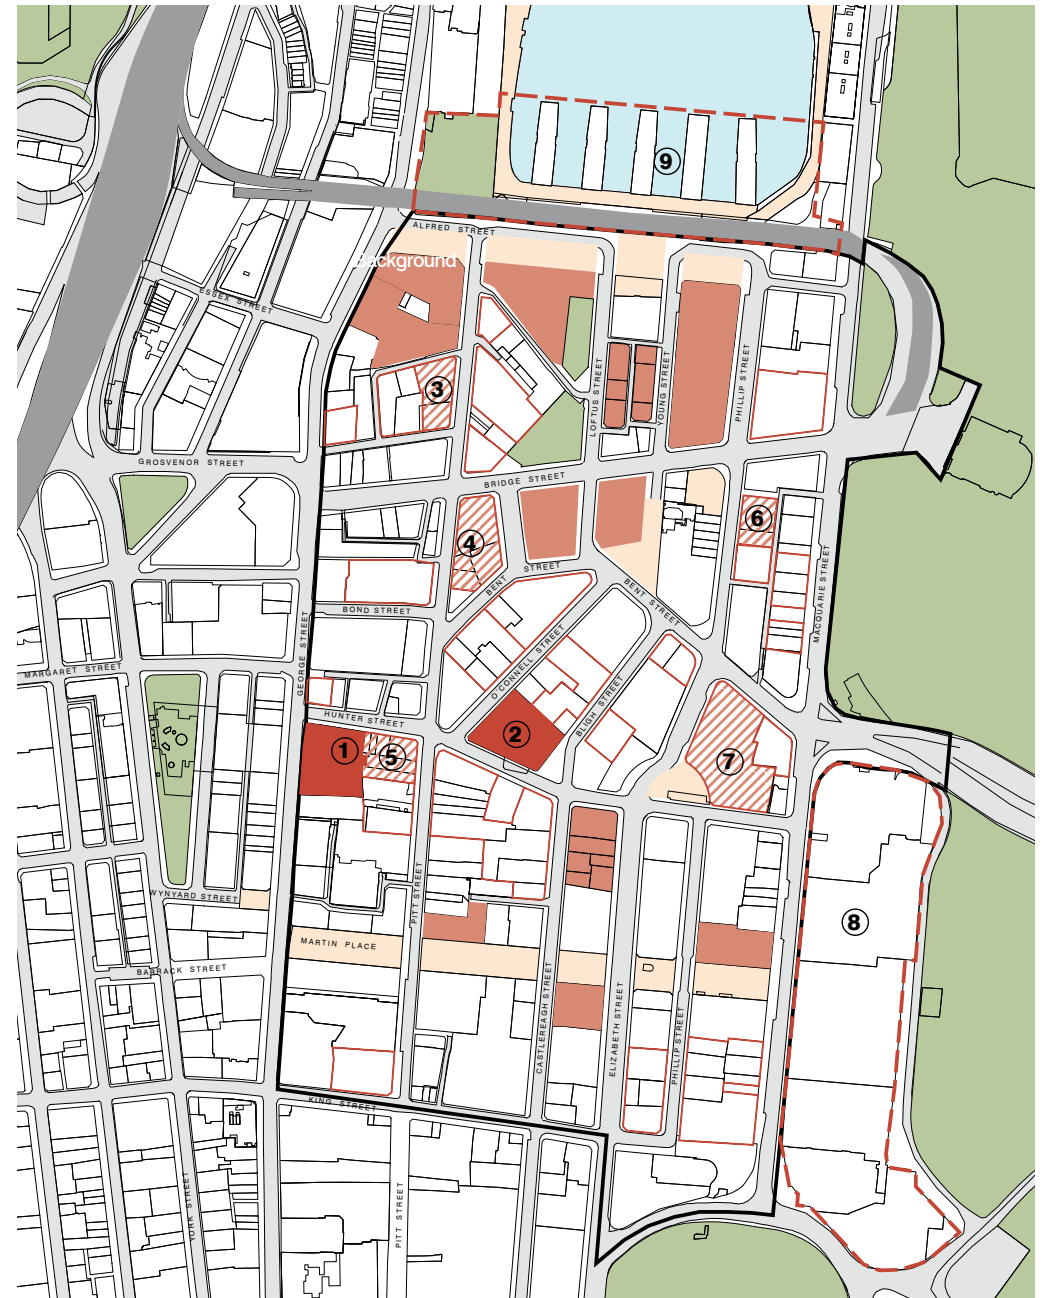 9
ALFRED STREET
Background
ESSEX STREET
3
LOFTUS STREET
YOUNG STREET
PHILLIP STREET
GROSVENOR STREET
BRIDGE STREET
6
4
BENT STREET
BENT STREET
MACQUARIE STREET
BOND STREET
GEORGE STREET
O'CONNELL STREET
MARGARET STREET
BLIGH STREET
HUNTER STREET
1
5
2
7
PITT STREET
WYNYARD STREET
8
MARTIN PLACE
BARRACK STREET
CASTLEREAGH STREET
ELIZABETH STREET
PHILLIP STREET
KING STREET
YORK STREET
PITT STREET